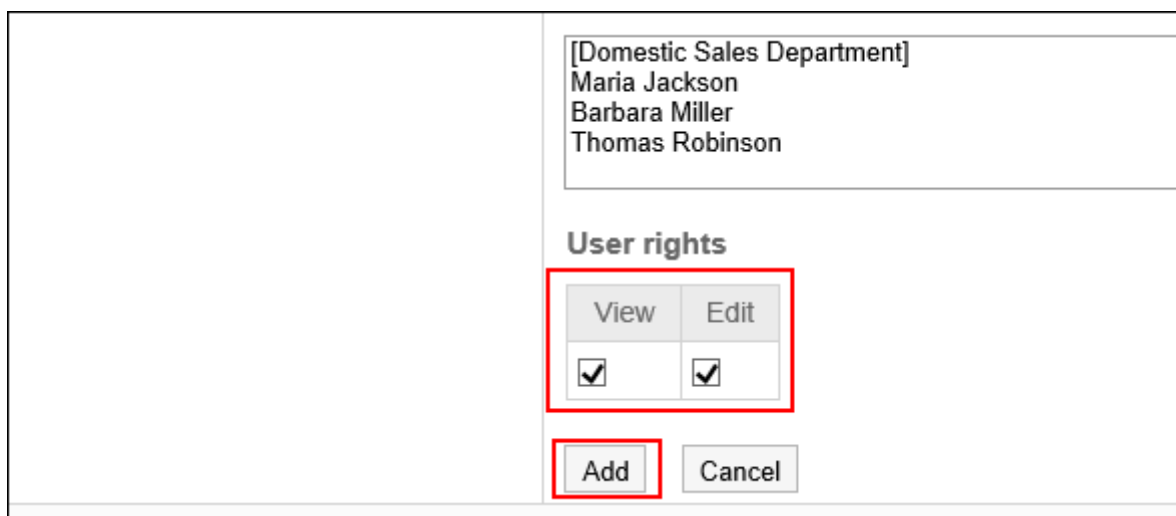 [Domestic Sales Department]
Maria Jackson
Barbara Miller
Thomas Robinson
User rights
View Edit
Add Cancel